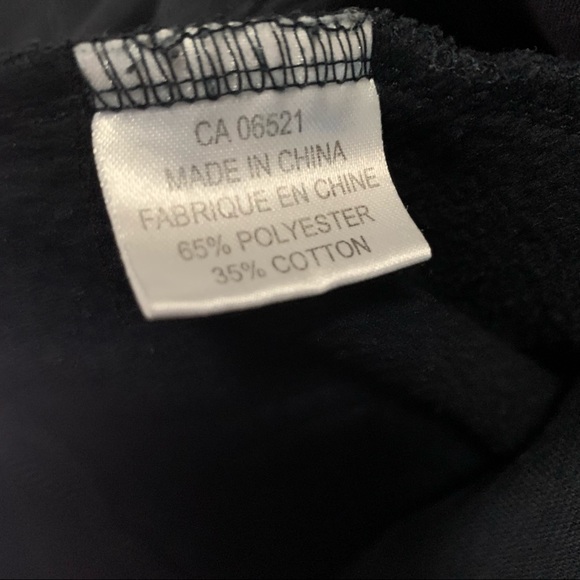 CA 06521
MADE IN CHINA
FABRIQUE EN CHINE
65% POLYESTER
35% COTTON